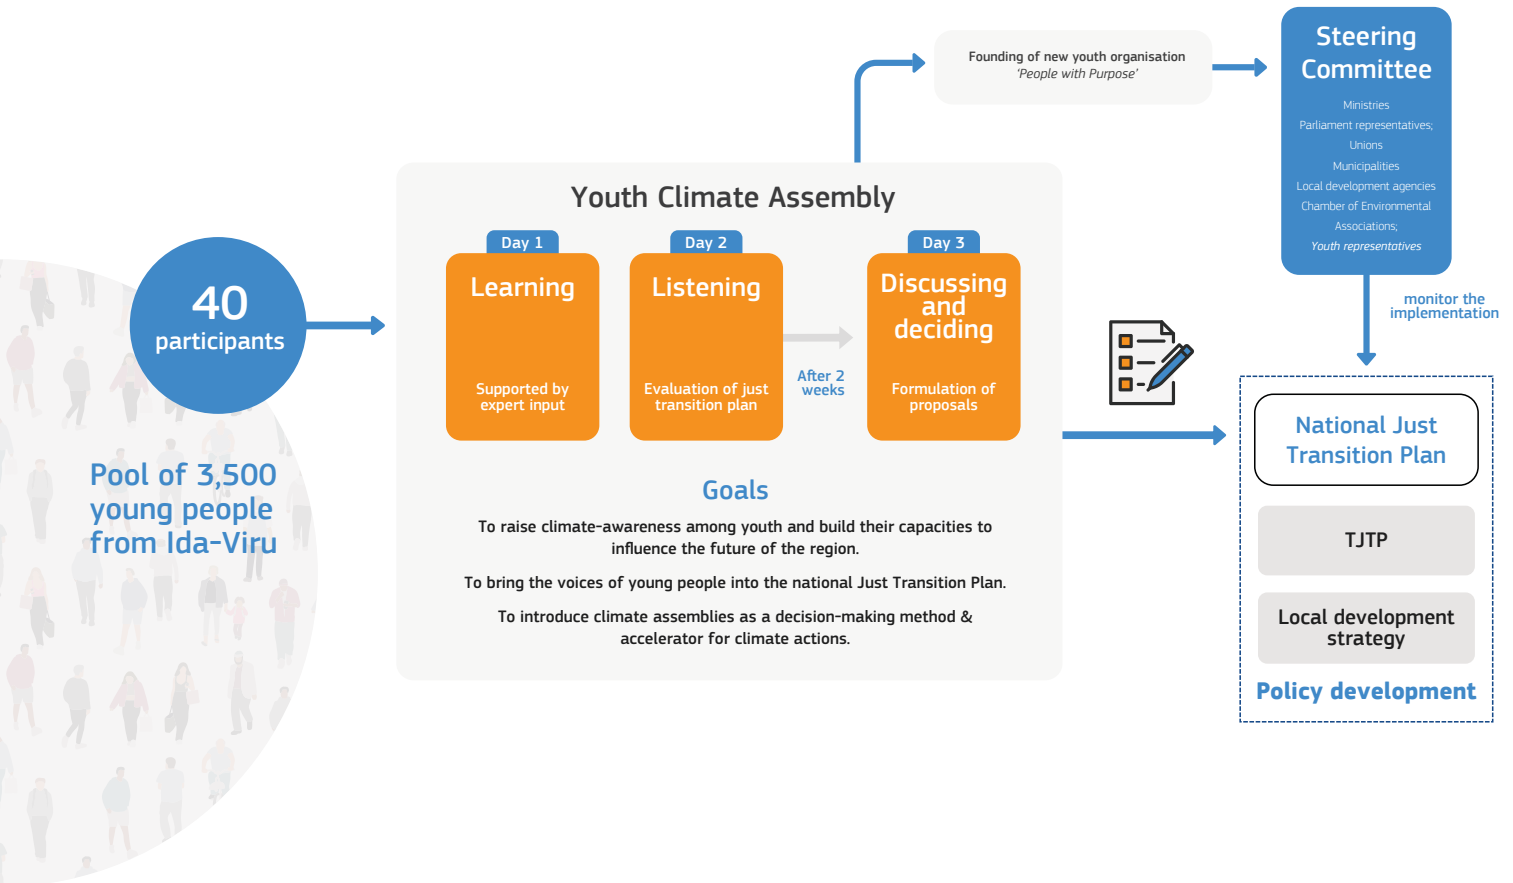 40
participants
Pool of 3,500
young people
from Ida-Viru
Youth Climate Assembly
Day 1
Learning
Supported by
expert input
Day 2
Listening
Evaluation of just
transition plan
After 2
weeks
Day 3
Discussing
and
deciding
Formulation of
proposals
Goals
To raise climate-awareness among youth and build their capacities to
influence the future of the region.
To bring the voices of young people into the national Just Transition Plan.
To introduce climate assemblies as a decision-making method &
accelerator for climate actions.
Founding of new youth organisation
‘People with Purpose’
Steering
Committee
Ministries
Parliament representatives;
Unions
Municipalities
Local development agencies
Chamber of Environmental
Associations;
Youth representatives
monitor the
implementation
National Just
Transition Plan
TJTP
Local development
strategy
Policy development